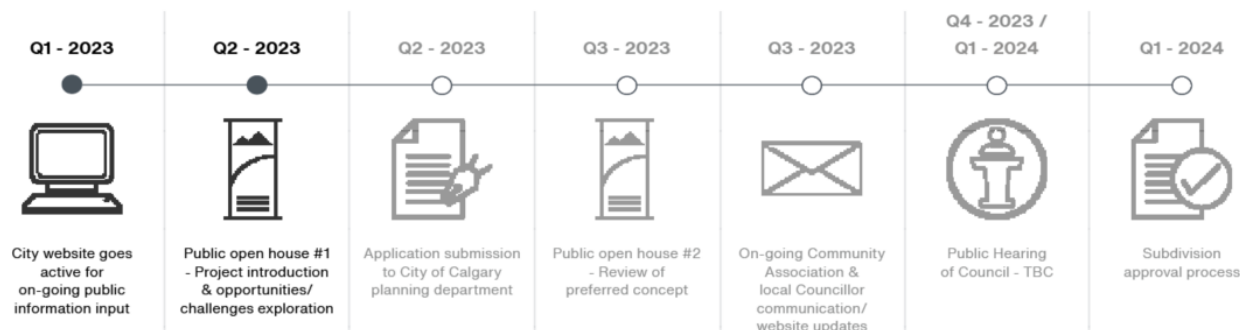 Q1 - 2023
City website goes
active for
on-going public
information input
Q2 - 2023
Public open house #1
- Project introduction
& opportunities/
challenges exploration
Q2 - 2023
Application submission
to City of Calgary
planning department
Q3 - 2023
Public open house #2
- Review of
preferred concept
Q3 - 2023
On-going Community
Association &
local Councillor
communication/
website updates
Q4 - 2023 /
Q1 - 2024
Public Hearing
of Council - TBC
Q1 - 2024
Subdivision
approval process